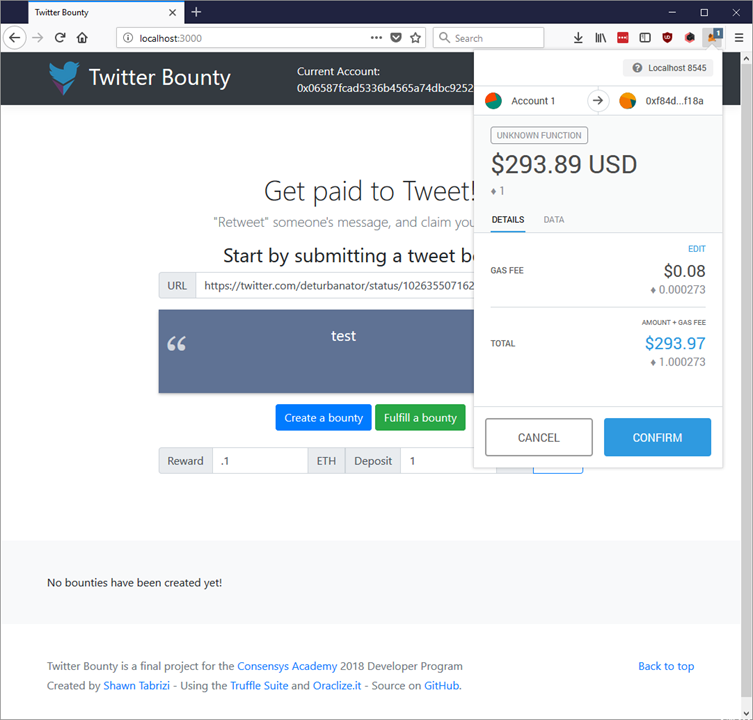 Twitter Bounty
localhost:3000
Search
1
Twitter Bounty
Current Account:
0x06587fcad5336b4565a74dbc9252
Localhost 8545
Account 1
0xf84d...f18a
UNKNOWN FUNCTION
$293.89 USD
♦ 1
DETAILS
DATA
EDIT
GAS FEE
$0.08
♦ 0.000273
AMOUNT + GAS FEE
TOTAL
$293.97
♦ 1.000273
CANCEL
CONFIRM
Get paid to Tweet!
"Retweet" someone's message, and claim you
Start by submitting a tweet b
URL
https://twitter.com/deturbanator/status/102635507162
“
test
Create a bounty
Fulfill a bounty
Reward
.1
ETH
Deposit
1
No bounties have been created yet!
Twitter Bounty is a final project for the Consensys Academy 2018 Developer Program
Back to top
Created by Shawn Tabrizi - Using the Truffle Suite and Oraclize.it - Source on GitHub.